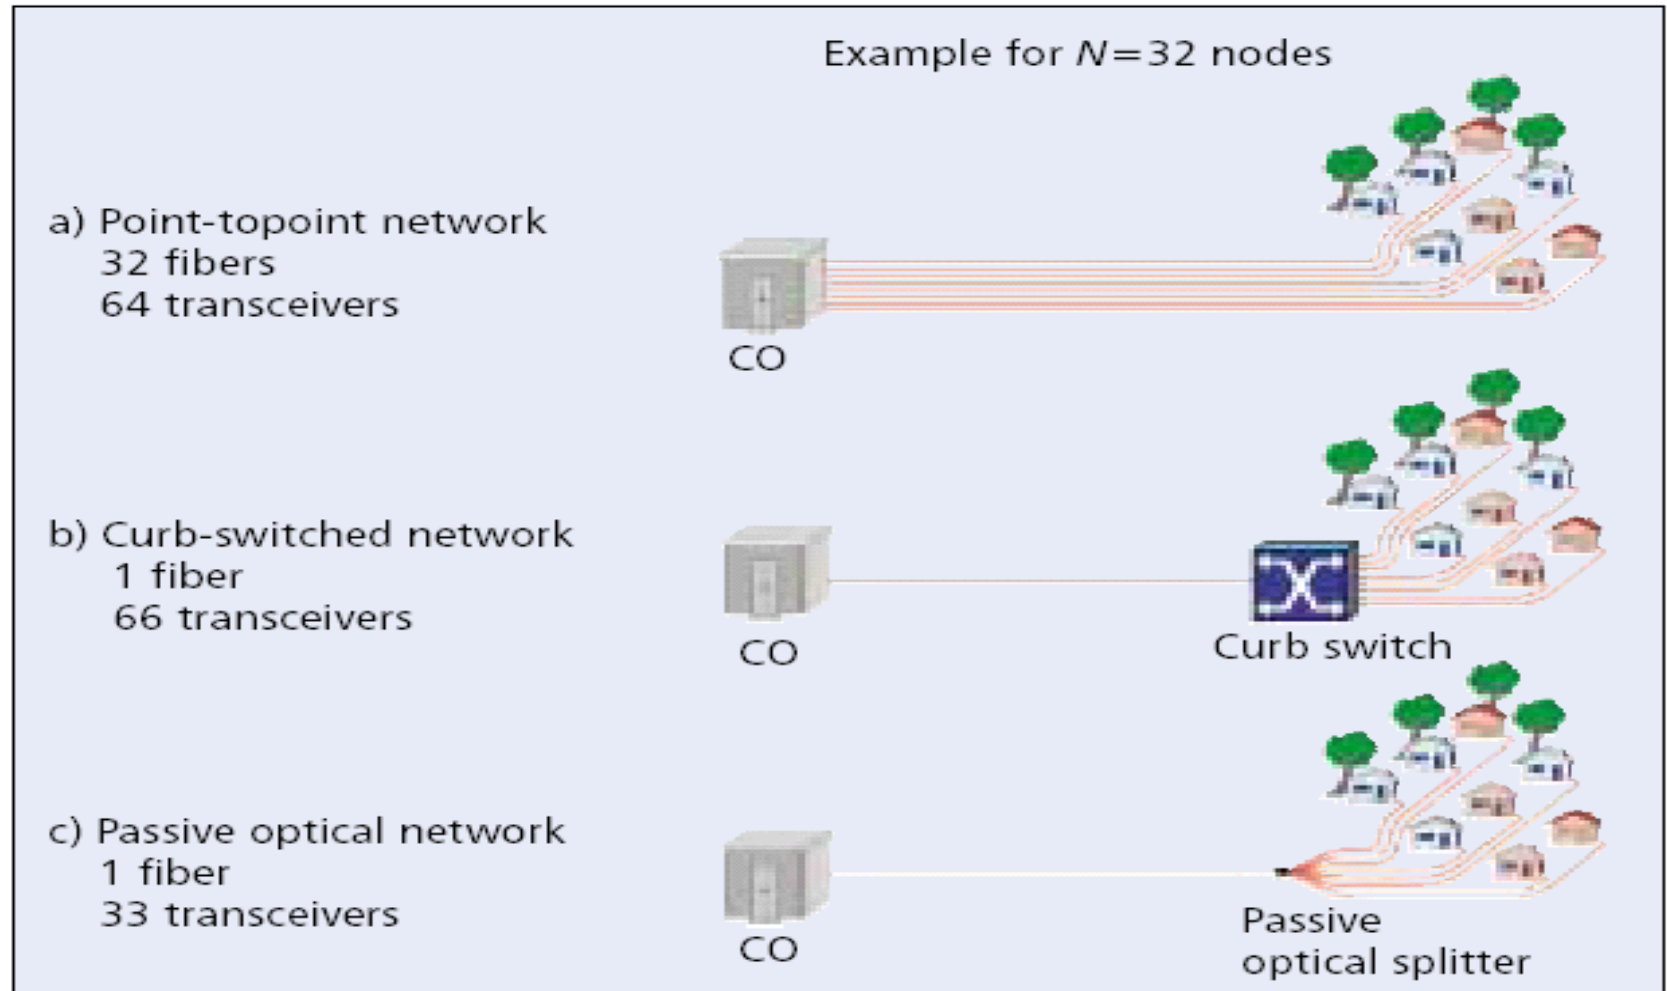 Example for N=32 nodes
a) Point-topoint network
32 fibers
64 transceivers
CO
b) Curb-switched network
1 fiber
66 transceivers
CO
Curb switch
c) Passive optical network
1 fiber
33 transceivers
CO
Passive
optical splitter